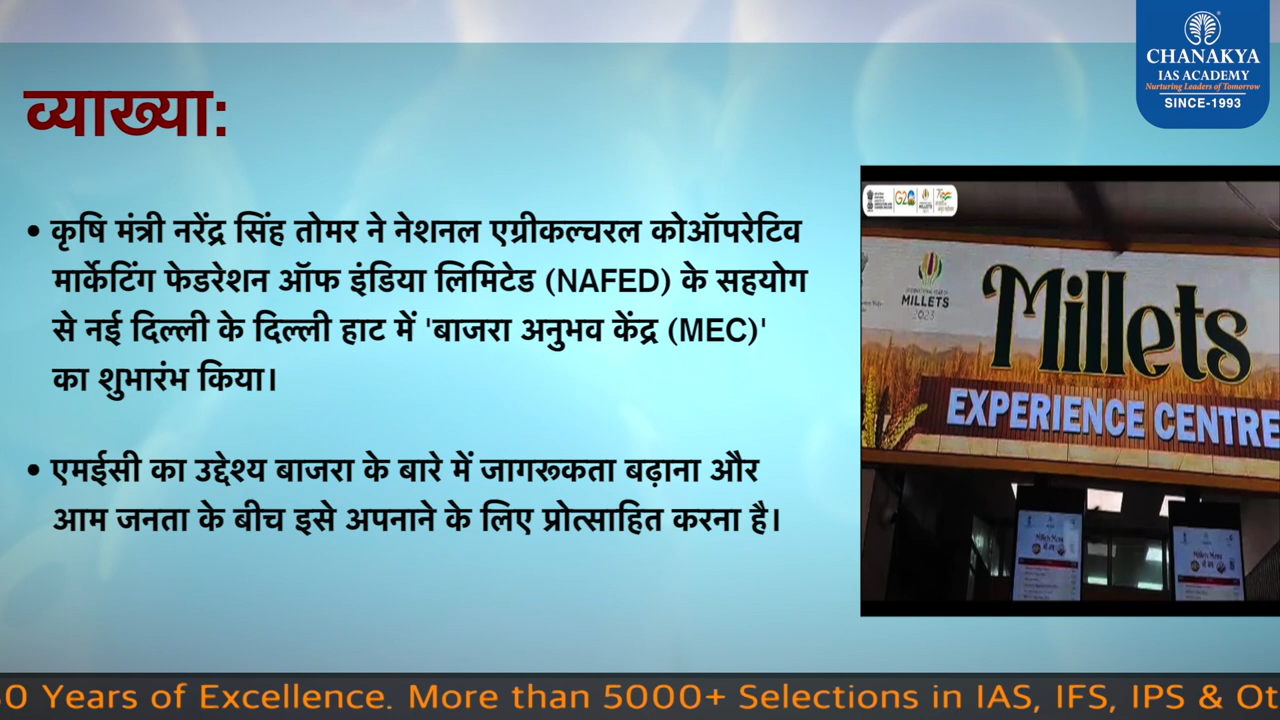 CHANAKYA
IAS ACADEMY
Nurturing Leaders of Tomorrow
SINCE-1993
व्याख्या:
• कृषि मंत्री नरेंद्र सिंह तोमर ने नेशनल एग्रीकल्चरल कोऑपरेटिव
मार्केटिंग फेडरेशन ऑफ इंडिया लिमिटेड (NAFED) के सहयोग
से नई दिल्ली के दिल्ली हाट में 'बाजरा अनुभव केंद्र (MEC)'
का शुभारंभ किया।
• एमईसी का उद्देश्य बाजरा के बारे में जागरूकता बढ़ाना और
आम जनता के बीच इसे अपनाने के लिए प्रोत्साहित करना है।
G20
MILLETS
2023
Millets
EXPERIENCE CENTRE
0 Years of Excellence. More than 5000+ Selections in IAS, IFS, IPS & Ot